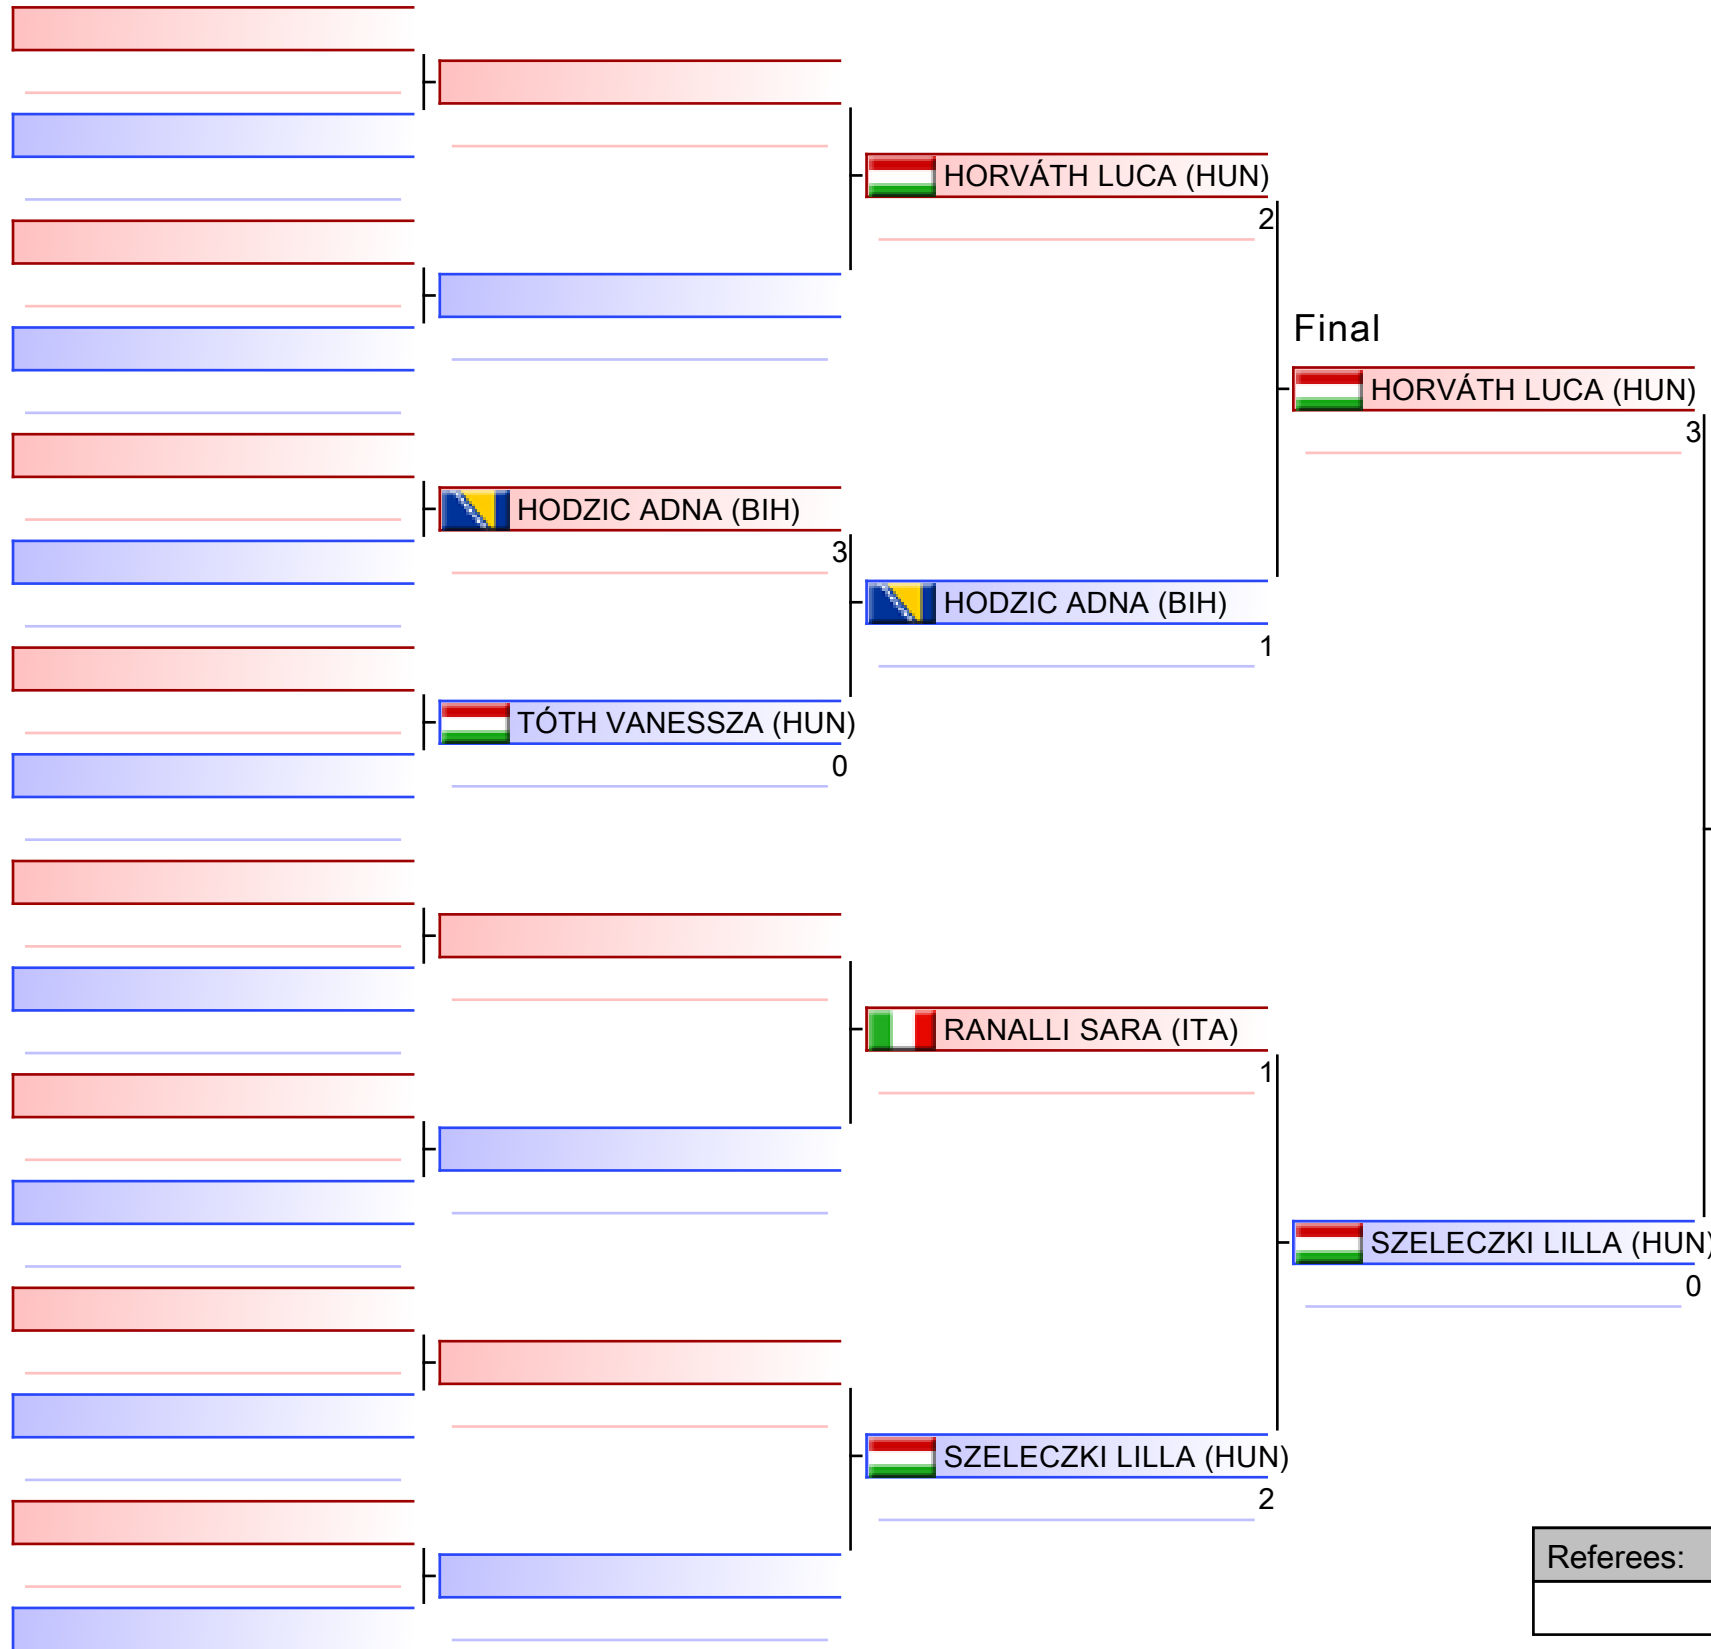 HORVÁTH LUCA (HUN)
2
Final
HORVÁTH LUCA (HUN)
3
HODZIC ADNA (BIH)
3
HODZIC ADNA (BIH)
1
TÓTH VANESSZA (HUN)
0
RANALLI SARA (ITA)
1
SZELECZKI LILLA (HUN)
0
SZELECZKI LILLA (HUN)
2
Referees: